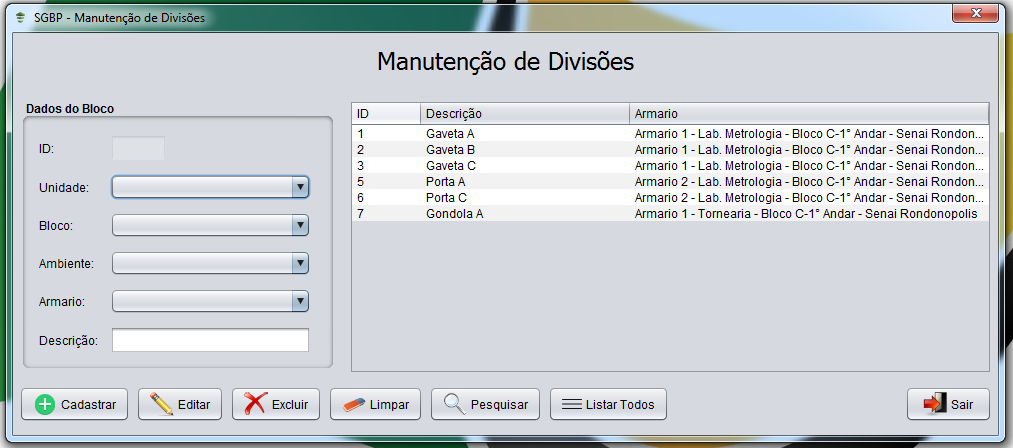 SGBP - Manutenção de Divisões
Manutenção de Divisões
Dados do Bloco
ID:
Unidade:
Bloco:
Ambiente:
Armario:
Descrição:
ID Descrição Armario
1 Gaveta A Armario 1 - Lab. Metrologia - Bloco C-1° Andar - Senai Rondon...
2 Gaveta B Armario 1 - Lab. Metrologia - Bloco C-1° Andar - Senai Rondon...
3 Gaveta C Armario 1 - Lab. Metrologia - Bloco C-1° Andar - Senai Rondon...
5 Porta A Armario 2 - Lab. Metrologia - Bloco C-1° Andar - Senai Rondon...
6 Porta C Armario 2 - Lab. Metrologia - Bloco C-1° Andar - Senai Rondon...
7 Gondola A Armario 1 - Tornearia - Bloco C-1° Andar - Senai Rondonopolis
Cadastrar Editar Excluir Limpar Pesquisar Listar Todos Sair